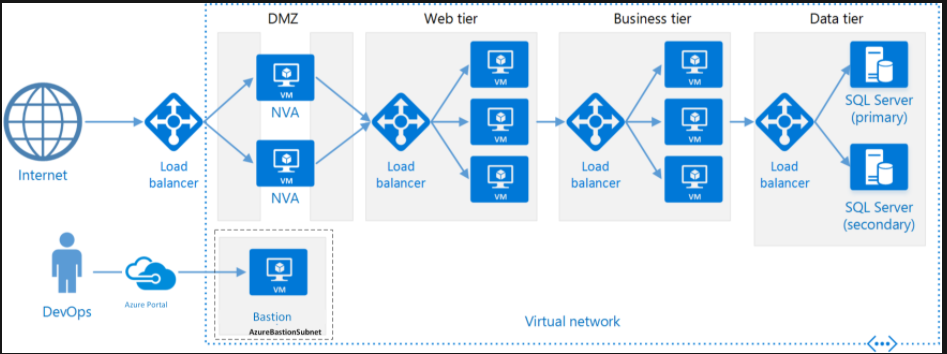 DMZ
Web tier
Business tier
Data tier
VM
NVA
VM
NVA
Internet
Load
balancer
Load
balancer
VM
VM
VM
Load
balancer
VM
VM
VM
Load
balancer
SQL Server
(primary)
SQL Server
(secondary)
DevOps
Azure Portal
VM
Bastion
AzureBastionSubnet
Virtual network